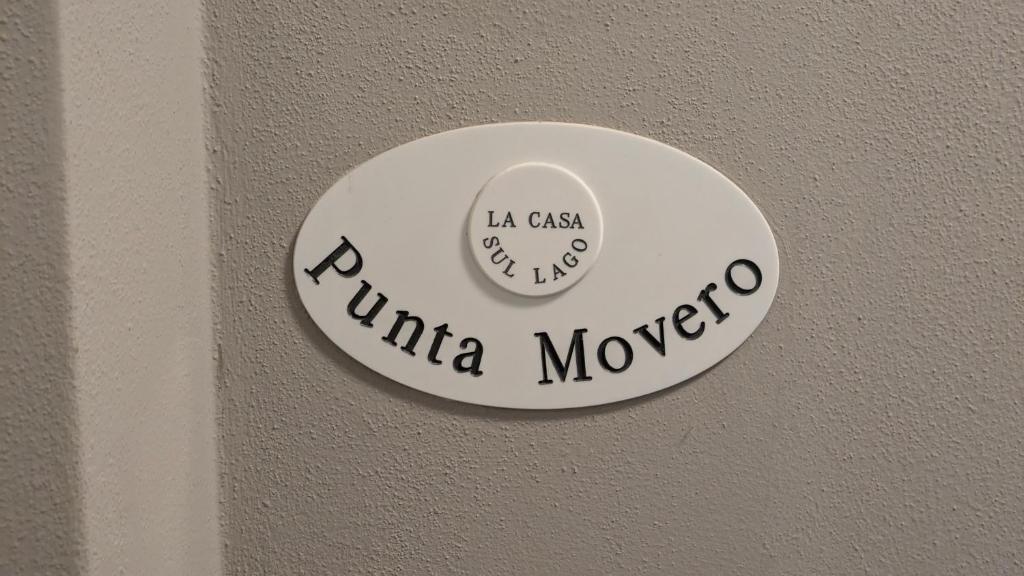 LA CASA
SUL LAGO
Punta Movero